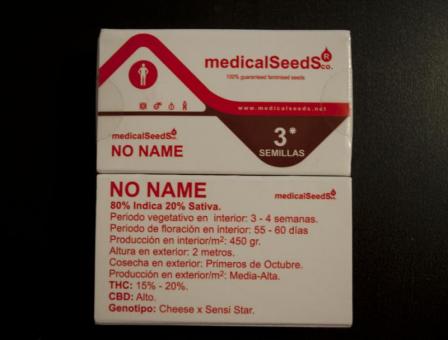 medicalSeedS co.
R
100% guaranteed feminised seeds
www.medicalseeds.net
medicalSeedS co.
NO NAME
3*
SEMILLAS
NO NAME
medicalSeedS co.
80% Indica 20% Sativa.
Periodo vegetativo en interior: 3 - 4 semanas.
Periodo de floración en interior: 55 - 60 días
Producción en interior/m²: 450 gr.
Altura en exterior: 2 metros.
Cosecha en exterior: Primeros de Octubre.
Producción en exterior/m²: Media-Alta.
THC: 15% - 20%.
CBD: Alto.
Genotipo: Cheese x Sensi Star.